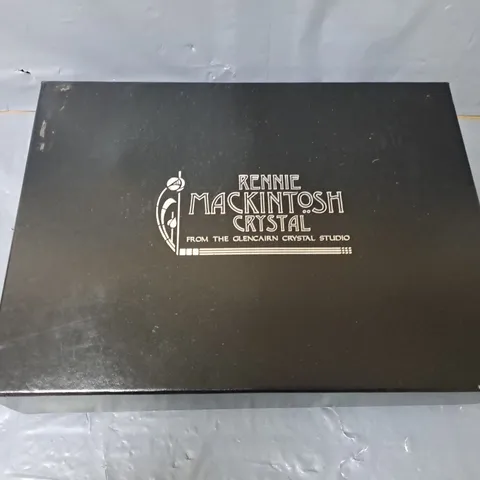 RENNIE
MACKINTOSH
CRYSTAL
FROM THE GLENCAIRN CRYSTAL STUDIO